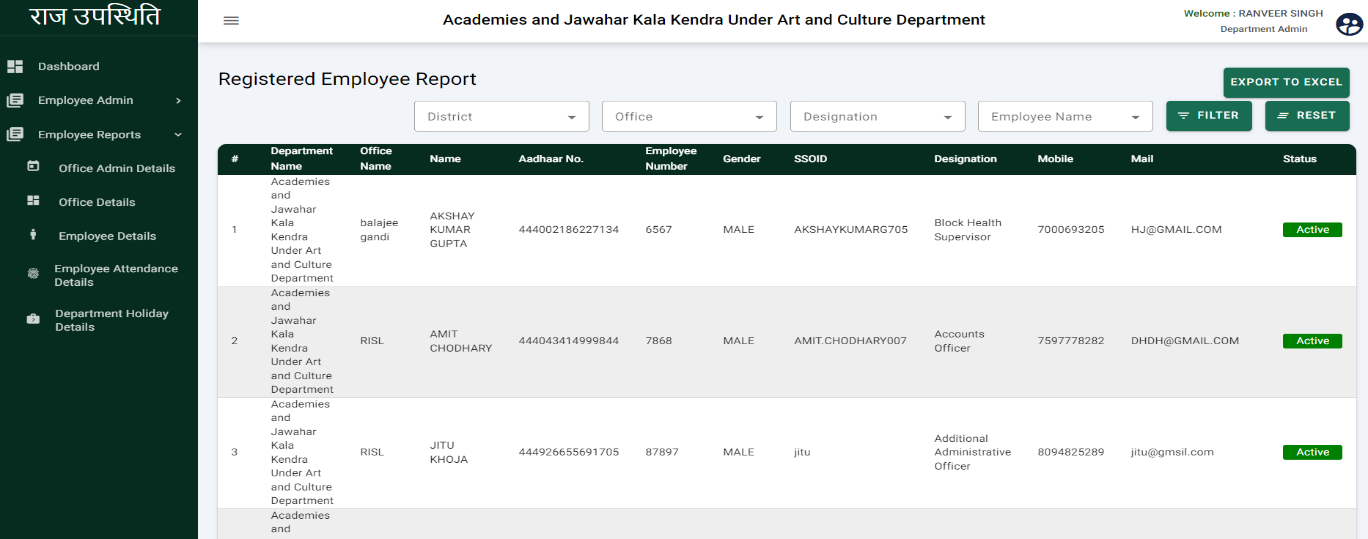 राज उपस्थिति
Academies and Jawahar Kala Kendra Under Art and Culture Department
Welcome : RANVEER SINGH
Department Admin
Dashboard
Employee Admin
Employee Reports
Office Admin Details
Office Details
Employee Details
Employee Attendance
Details
Department Holiday
Details
Registered Employee Report
EXPORT TO EXCEL
District Office Designation Employee Name FILTER RESET
# Department Name Office Name Name Aadhaar No. Employee Number Gender SSOID Designation Mobile Mail Status
1 Academies and Jawahar Kala Kendra Under Art and Culture Department balajee gandi AKSHAY KUMAR GUPTA 444002186227134 6567 MALE AKSHAYKUMARG705 Block Health Supervisor 7000693205 HJ@GMAIL.COM Active
2 Academies and Jawahar Kala Kendra Under Art and Culture Department RISL AMIT CHODHARY 444043414999844 7868 MALE AMIT.CHODHARY007 Accounts Officer 7597778282 DHDH@GMAIL.COM Active
3 Academies and Jawahar Kala Kendra Under Art and Culture Department RISL JITU KHOJA 444926655691705 87897 MALE jitu Additional Administrative Officer 8094825289 jitu@gmsil.com Active
Academies
and